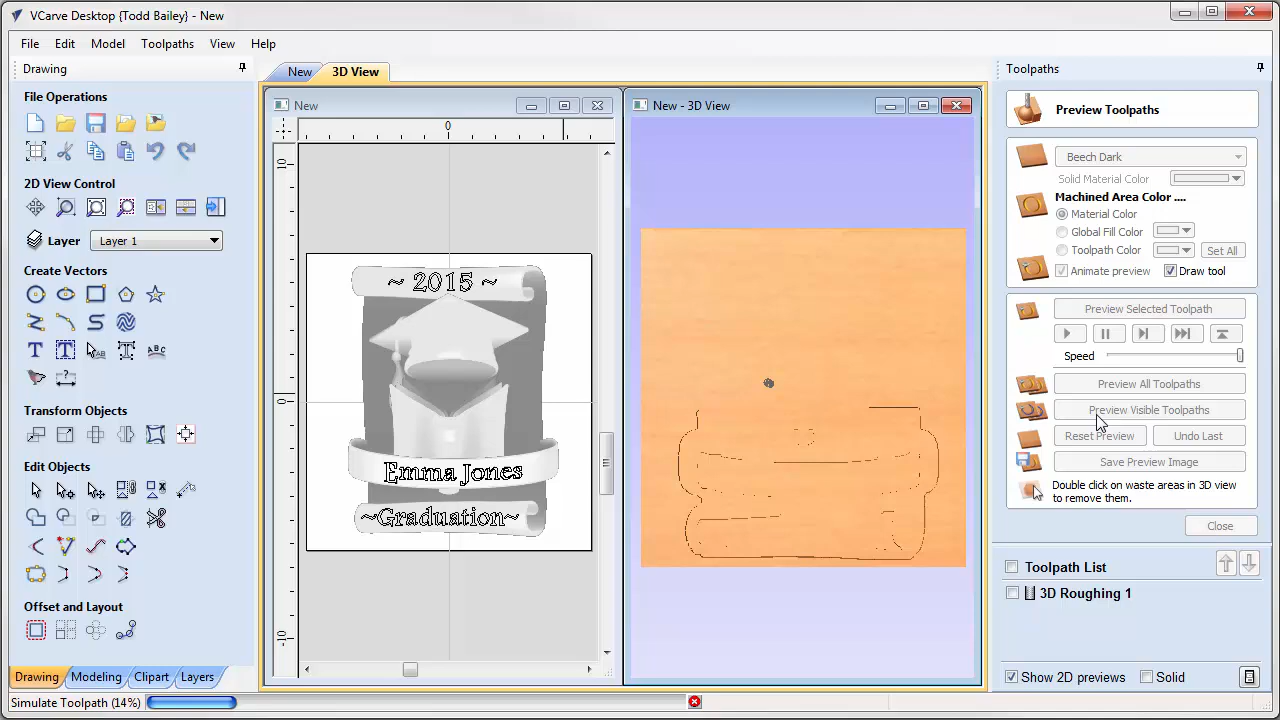 VCarve Desktop {Todd Bailey} - New
File Edit Model Toolpaths View Help
Drawing
File Operations
2D View Control
Layer Layer 1
Create Vectors
Transform Objects
Edit Objects
Offset and Layout
Drawing Modeling Clipart Layers
Simulate Toolpath (14%)
New 3D View
New
0
10
0
-10
~ 2015 ~
Emma Jones
~Graduation~
New - 3D View
Toolpaths
Preview Toolpaths
Beech Dark
Solid Material Color
Machined Area Color ....
Material Color
Global Fill Color
Toolpath Color Set All
Animate preview Draw tool
Preview Selected Toolpath
Speed
Preview All Toolpaths
Preview Visible Toolpaths
Reset Preview Undo Last
Save Preview Image
Double click on waste areas in 3D view
to remove them.
Close
Toolpath List
3D Roughing 1
Show 2D previews Solid